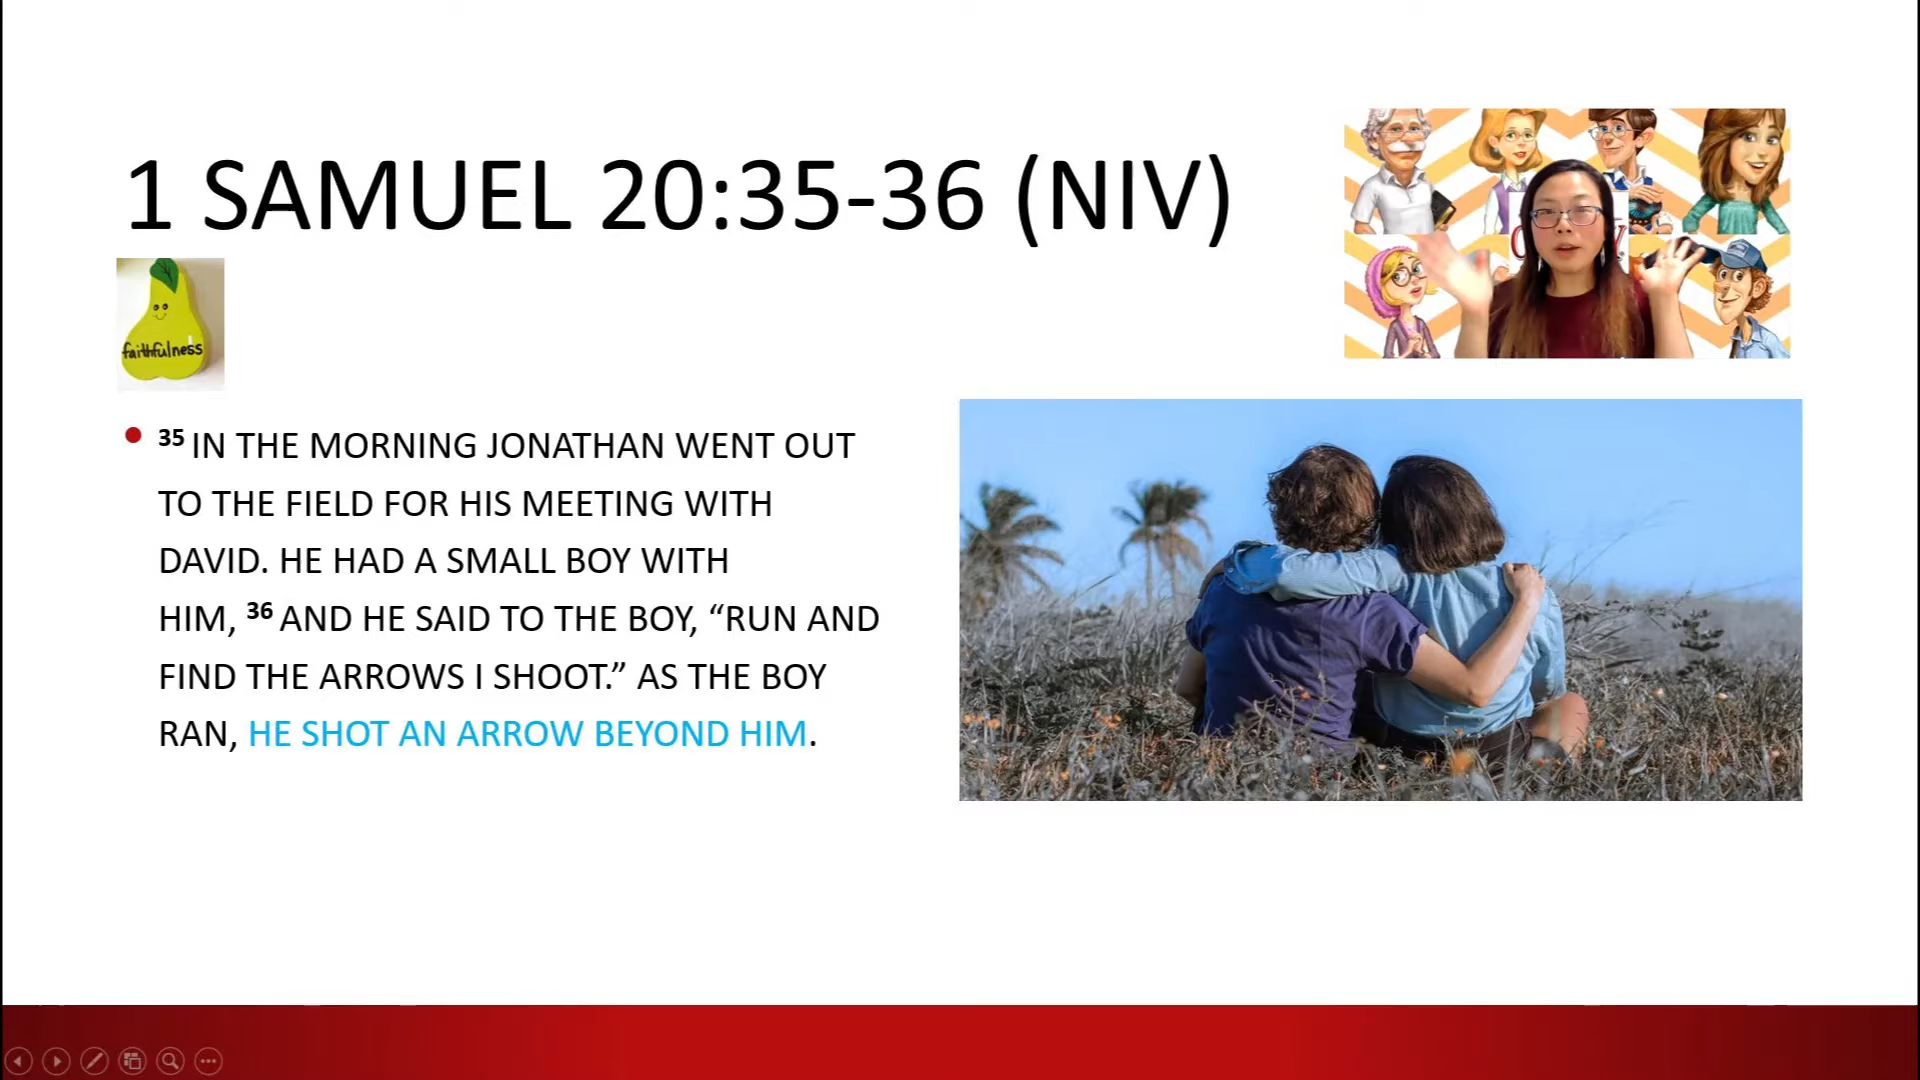 1 SAMUEL 20:35-36 (NIV)
faithfulness
35 IN THE MORNING JONATHAN WENT OUT
TO THE FIELD FOR HIS MEETING WITH
DAVID. HE HAD A SMALL BOY WITH
HIM, 36 AND HE SAID TO THE BOY, “RUN AND
FIND THE ARROWS I SHOOT.” AS THE BOY
RAN, HE SHOT AN ARROW BEYOND HIM.